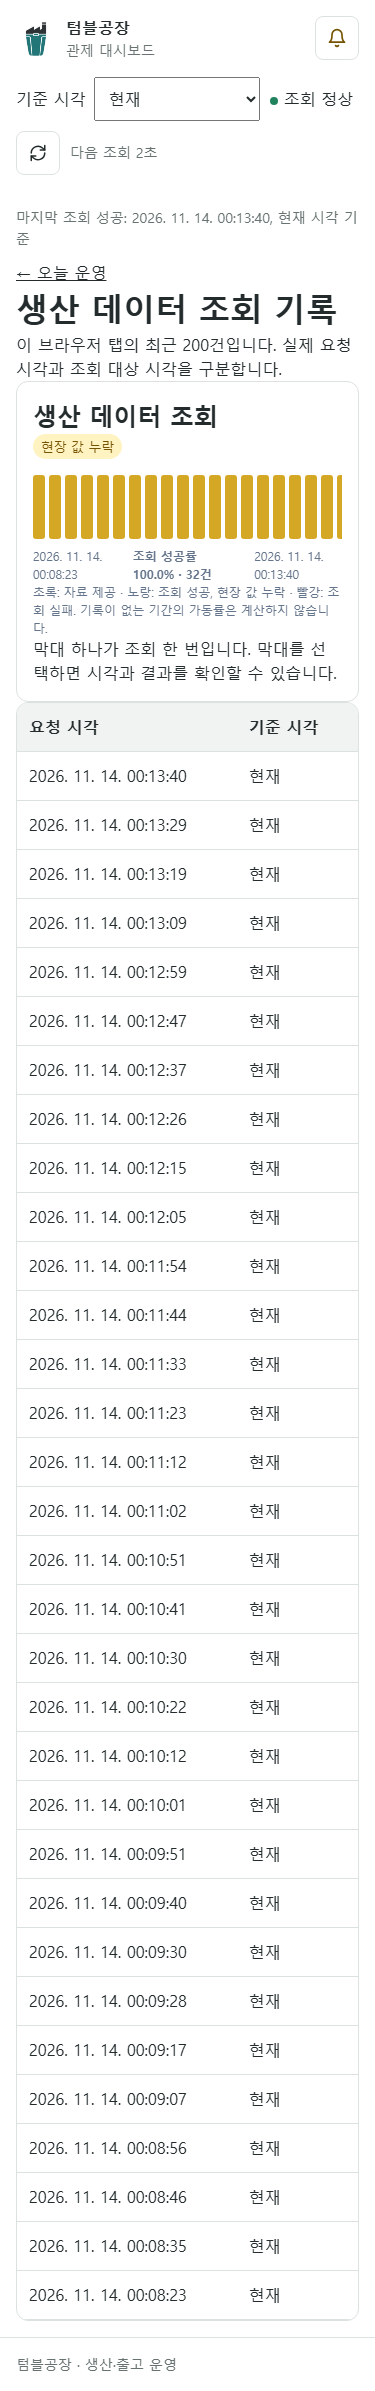 텀블공장
관제 대시보드
기준 시각 현재 조회 정상
다음 조회 2초
마지막 조회 성공: 2026. 11. 14. 00:13:40, 현재 시각 기
준
← 오늘 운영
생산 데이터 조회 기록
이 브라우저 탭의 최근 200건입니다. 실제 요청
시각과 조회 대상 시각을 구분합니다.
생산 데이터 조회
현장 값 누락
2026. 11. 14. 조회 성공률 2026. 11. 14.
00:08:23 100.0% · 32건 00:13:40
초록: 자료 제공 · 노랑: 조회 성공, 현장 값 누락 · 빨강: 조
회 실패. 기록이 없는 기간의 가동률은 계산하지 않습니
다.
막대 하나가 조회 한 번입니다. 막대를 선
택하면 시각과 결과를 확인할 수 있습니다.
요청 시각 기준 시각
2026. 11. 14. 00:13:40 현재
2026. 11. 14. 00:13:29 현재
2026. 11. 14. 00:13:19 현재
2026. 11. 14. 00:13:09 현재
2026. 11. 14. 00:12:59 현재
2026. 11. 14. 00:12:47 현재
2026. 11. 14. 00:12:37 현재
2026. 11. 14. 00:12:26 현재
2026. 11. 14. 00:12:15 현재
2026. 11. 14. 00:12:05 현재
2026. 11. 14. 00:11:54 현재
2026. 11. 14. 00:11:44 현재
2026. 11. 14. 00:11:33 현재
2026. 11. 14. 00:11:23 현재
2026. 11. 14. 00:11:12 현재
2026. 11. 14. 00:11:02 현재
2026. 11. 14. 00:10:51 현재
2026. 11. 14. 00:10:41 현재
2026. 11. 14. 00:10:30 현재
2026. 11. 14. 00:10:22 현재
2026. 11. 14. 00:10:12 현재
2026. 11. 14. 00:10:01 현재
2026. 11. 14. 00:09:51 현재
2026. 11. 14. 00:09:40 현재
2026. 11. 14. 00:09:30 현재
2026. 11. 14. 00:09:28 현재
2026. 11. 14. 00:09:17 현재
2026. 11. 14. 00:09:07 현재
2026. 11. 14. 00:08:56 현재
2026. 11. 14. 00:08:46 현재
2026. 11. 14. 00:08:35 현재
2026. 11. 14. 00:08:23 현재
텀블공장 · 생산·출고 운영